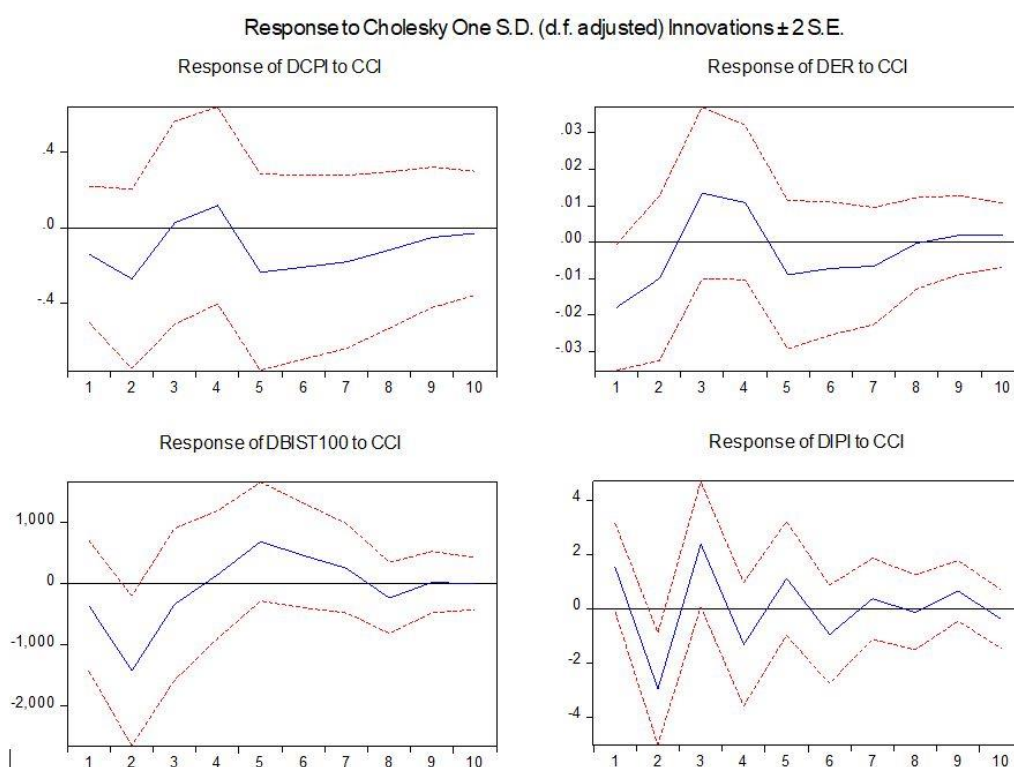 Response to Cholesky One S.D. (d.f. adjusted) Innovations ± 2 S.E.
Response of DCPI to CCI
.4
.0
-.4
1 2 3 4 5 6 7 8 9 10
Response of DER to CCI
.03
.02
.01
.00
-.01
-.02
-.03
1 2 3 4 5 6 7 8 9 10
Response of DBIST100 to CCI
1,000
0
-1,000
-2,000
1 2 3 4 5 6 7 8 9 10
Response of DIPI to CCI
4
2
0
-2
-4
1 2 3 4 5 6 7 8 9 10